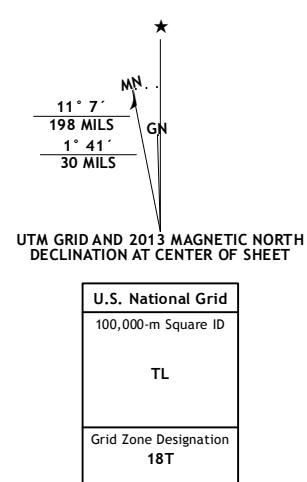 ★
MN
11° 7´
198 MILS
GN
1° 41´
30 MILS
UTM GRID AND 2013 MAGNETIC NORTH
DECLINATION AT CENTER OF SHEET
U.S. National Grid
100,000-m Square ID
TL
Grid Zone Designation
18T